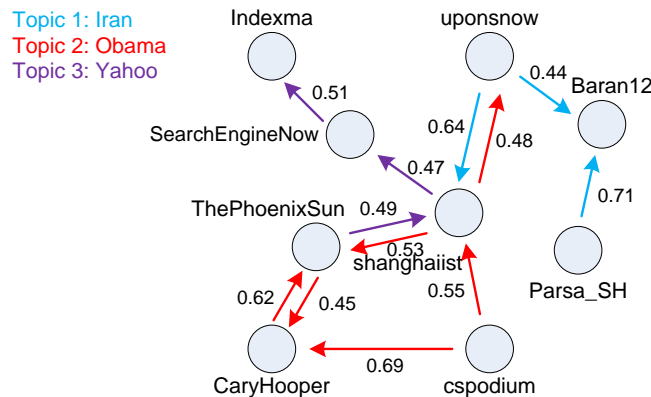 Topic 1: Iran
Topic 2: Obama
Topic 3: Yahoo
Indexma
uponsnow
Baran12
0.51
0.44
SearchEngineNow
0.64
0.48
0.47
0.71
ThePhoenixSun
0.49
0.53
shanghaiist
Parsa_SH
0.62
0.45
0.55
0.69
CaryHooper
cspodium